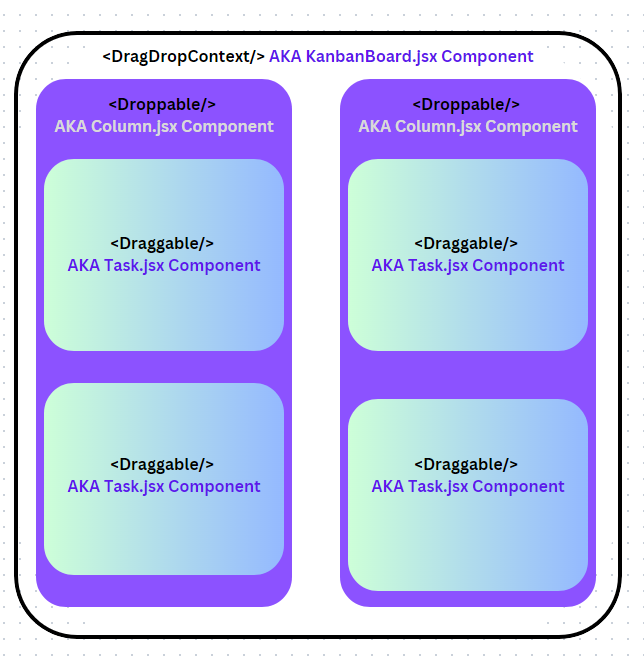 <DragDropContext/> AKA KanbanBoard.jsx Component
<Droppable/>
AKA Column.jsx Component
<Draggable/>
AKA Task.jsx Component
<Draggable/>
AKA Task.jsx Component
<Droppable/>
AKA Column.jsx Component
<Draggable/>
AKA Task.jsx Component
<Draggable/>
AKA Task.jsx Component